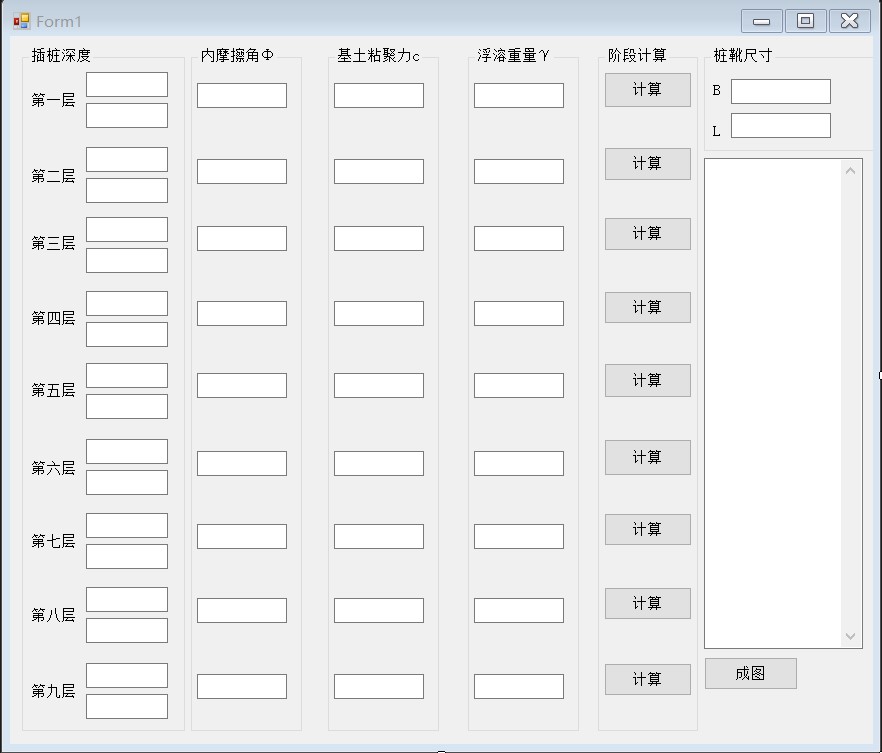 Form1
插桩深度 内摩擦角Φ 基土粘聚力c 浮溶重量γ 阶段计算 桩靴尺寸
第一层 计算 B
L
第二层 计算
第三层 计算
第四层 计算
第五层 计算
第六层 计算
第七层 计算
第八层 计算
第九层 计算 成图